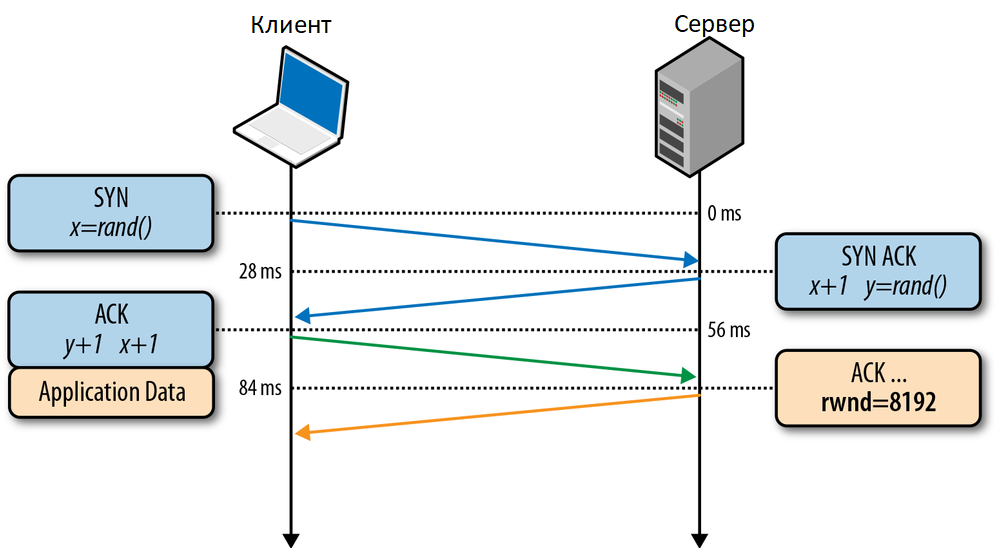 Клиент
Сервер
SYN
x=rand()
0 ms
28 ms
SYN ACK
x+1 y=rand()
ACK
y+1 x+1
56 ms
Application Data
84 ms
ACK ...
rwnd=8192